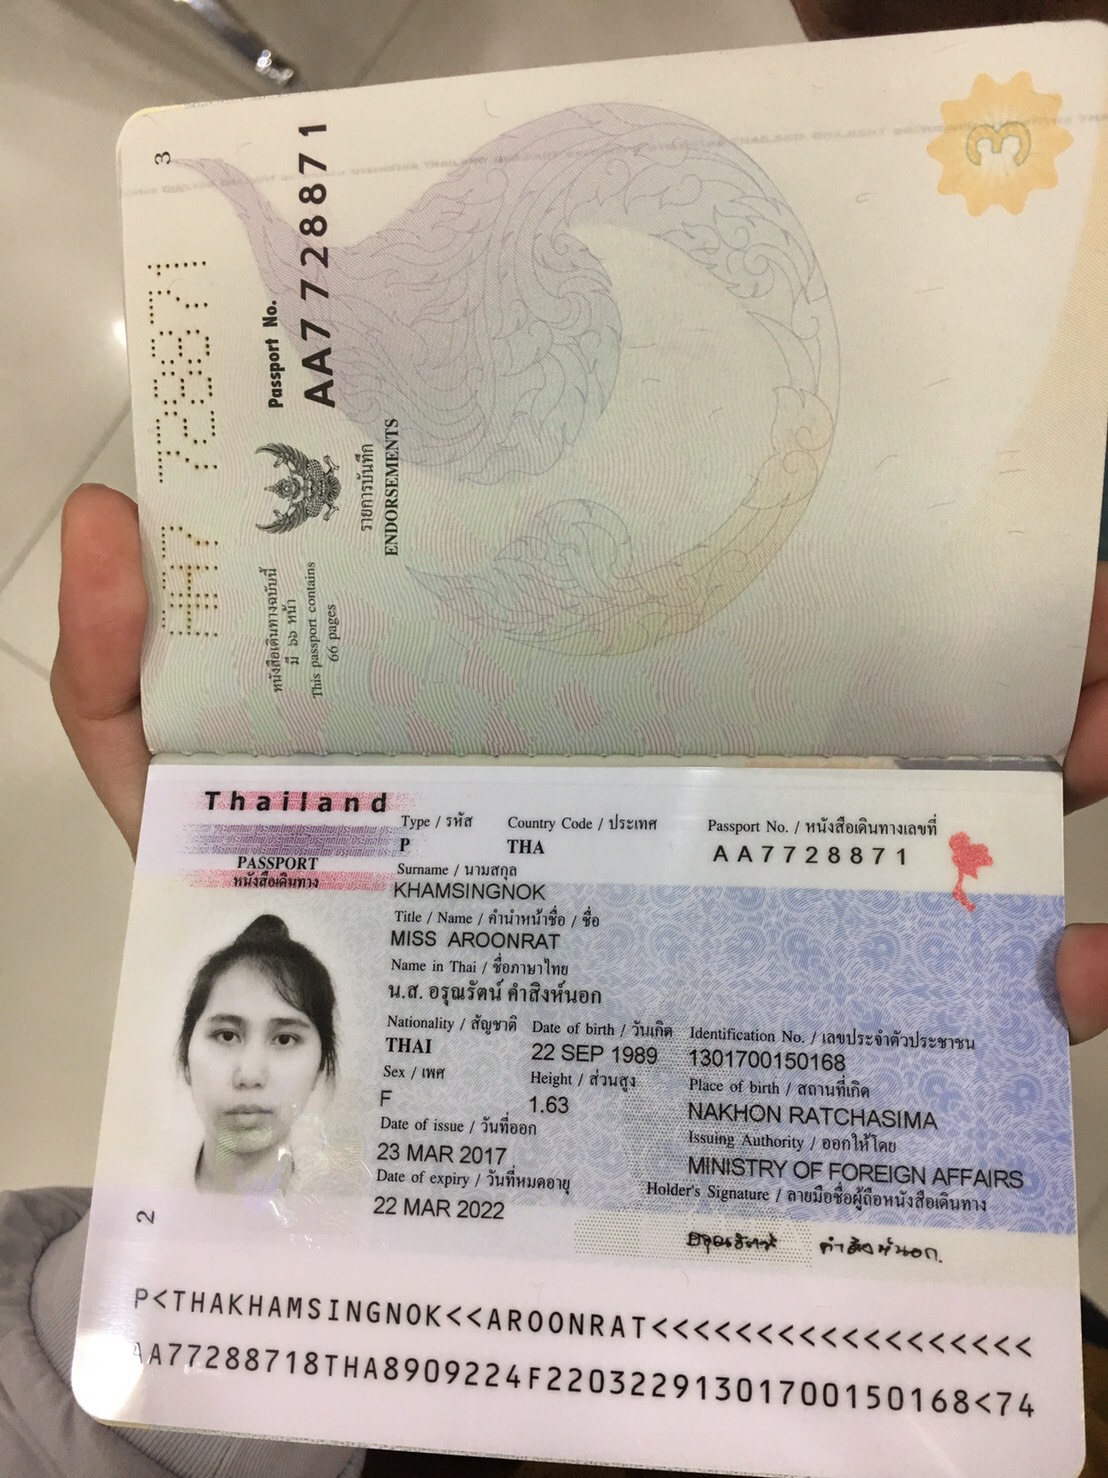 3
AA7728871
Passport No.
AA7728871
รายการบันทึก
ENDORSEMENTS
หนังสือเดินทางฉบับนี้
มี ๖๖ หน้า
This passport contains
66 pages
3
Thailand
PASSPORT
หนังสือเดินทาง
Type / รหัส Country Code / ประเทศ Passport No. / หนังสือเดินทางเลขที่
P THA AA7728871
Surname / นามสกุล
KHAMSINGNOK
Title / Name / คำนำหน้าชื่อ / ชื่อ
MISS AROONRAT
Name in Thai / ชื่อภาษาไทย
น.ส. อรุณรัตน์ คำสิงห์นอก
Nationality / สัญชาติ Date of birth / วันเกิด Identification No. / เลขประจำตัวประชาชน
THAI 22 SEP 1989 1301700150168
Sex / เพศ Height / ส่วนสูง Place of birth / สถานที่เกิด
F 1.63 NAKHON RATCHASIMA
Date of issue / วันที่ออก Issuing Authority / ออกให้โดย
23 MAR 2017 MINISTRY OF FOREIGN AFFAIRS
Date of expiry / วันที่หมดอายุ Holder's Signature / ลายมือชื่อผู้ถือหนังสือเดินทาง
22 MAR 2022
อรุณรัตน์ คำสิงห์นอก.
2
P<THAKHAMSINGNOK<<AROONRAT<<<<<<<<<<<<<<<<<<
AA77288718THA8909224F22032291301700150168<74